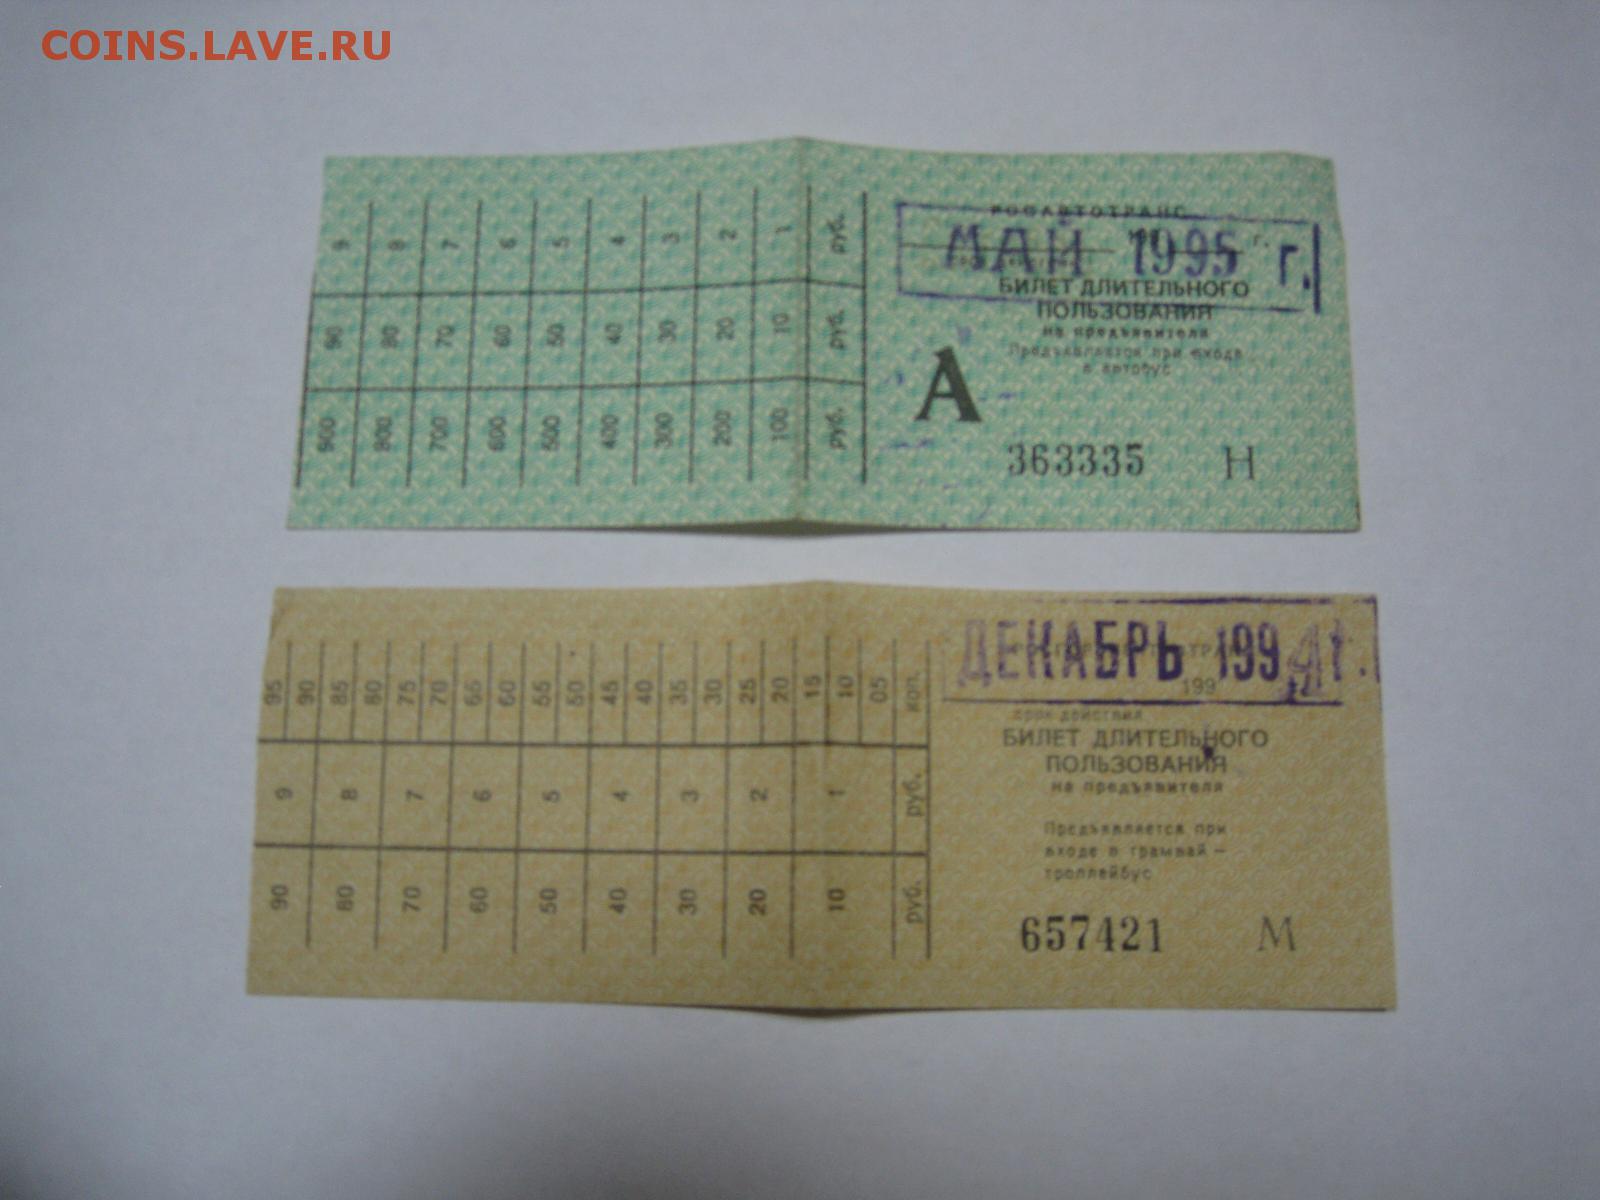 COINS.LAVE.RU
9 8 7 6 5 4 3 2 1 руб.
90 80 70 60 50 40 30 20 10 руб.
900 800 700 600 500 400 300 200 100 руб.
РОСАВТОТРАНС
МАЙ 1995 г.
г.
БИЛЕТ ДЛИТЕЛЬНОГО
ПОЛЬЗОВАНИЯ
на предъявителя
Предъявляется при входе
в автобус
А
363335 Н
95 90 85 80 75 70 65 60 55 50 45 40 35 30 25 20 15 10 05 коп.
9 8 7 6 5 4 3 2 1 руб.
90 80 70 60 50 40 30 20 10 руб.
ДЕКАБРЬ 1994 г.
199
срок действия
БИЛЕТ ДЛИТЕЛЬНОГО
ПОЛЬЗОВАНИЯ
на предъявителя
Предъявляется при
входе в трамвай –
троллейбус
657421 М